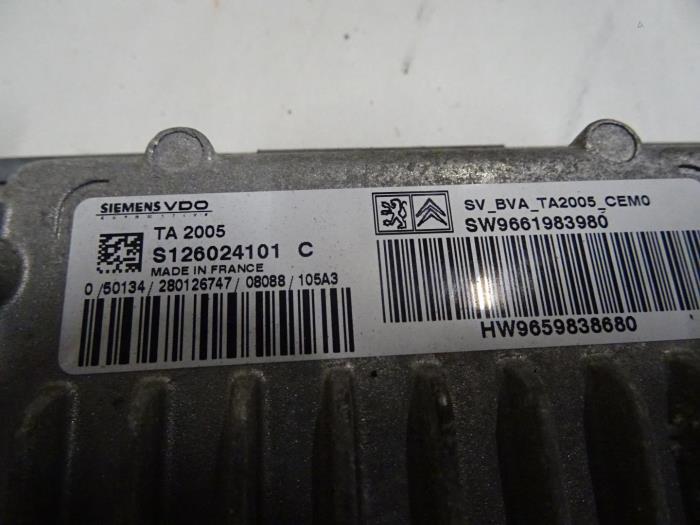 SIEMENS VDO
TA 2005
S126024101 C
MADE IN FRANCE
0 / 50134 / 280126747 / 08088 / 105A3
SV_BVA_TA2005_CEM0
SW9661983980
HW9659838680